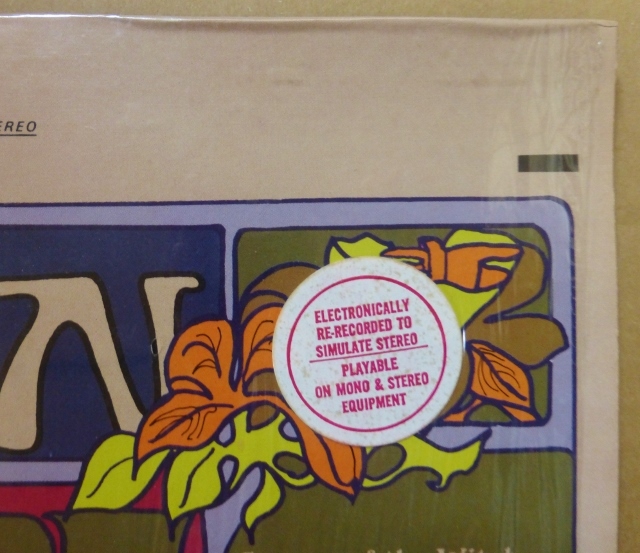 EREO
N
ELECTRONICALLY
RE-RECORDED TO
SIMULATE STEREO
PLAYABLE
ON MONO & STEREO
EQUIPMENT